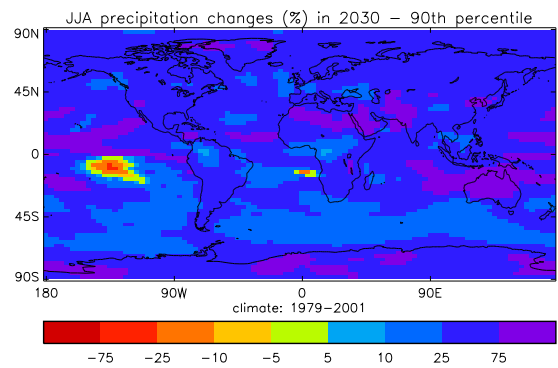 JJA precipitation changes (%) in 2030 − 90th percentile
90N
45N
0
45S
90S
180 90W 0 90E
climate: 1979−2001
−75 −25 −10 −5 5 10 25 75